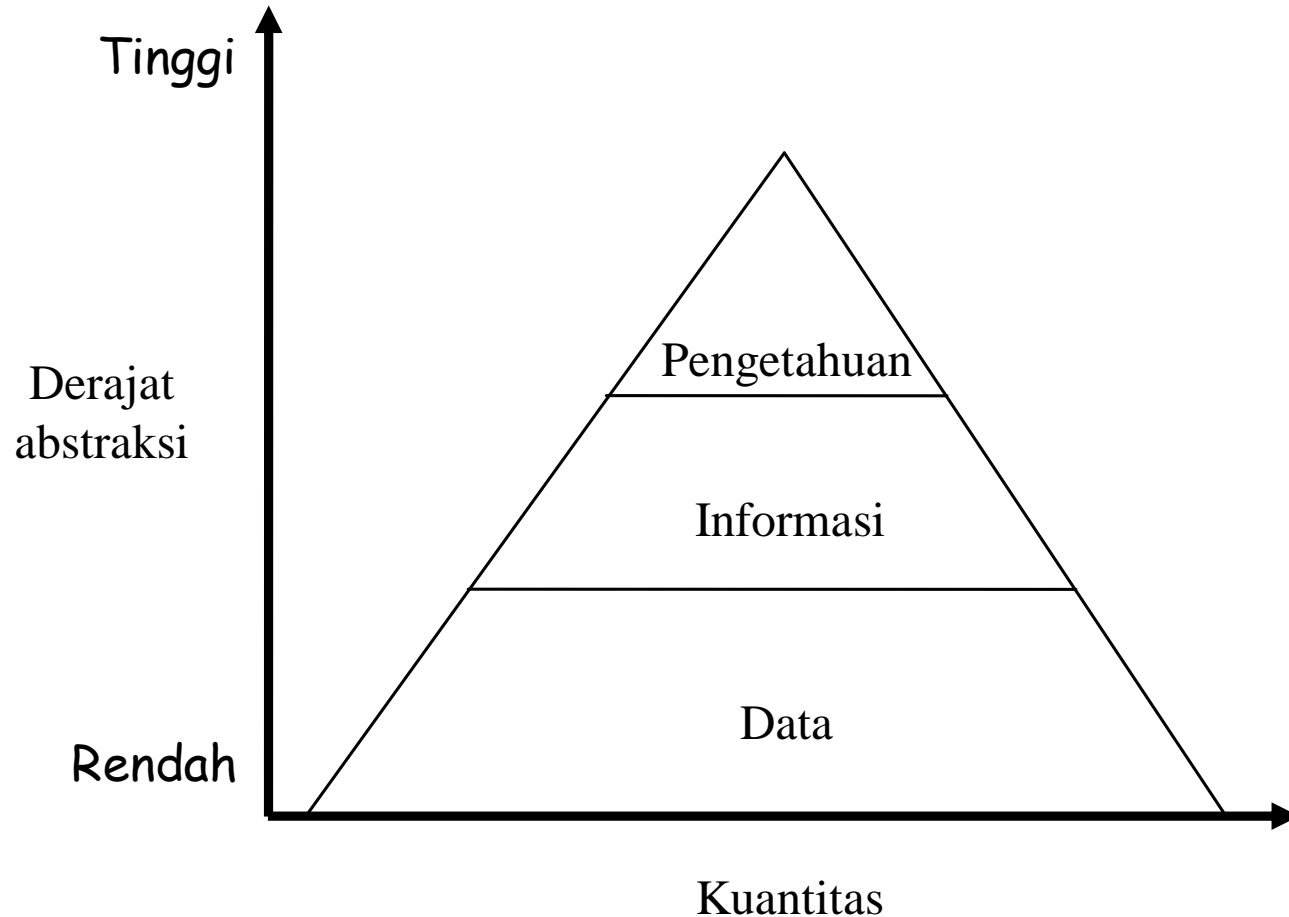 Tinggi
Pengetahuan
Derajat
abstraksi
Informasi
Data
Rendah
Kuantitas